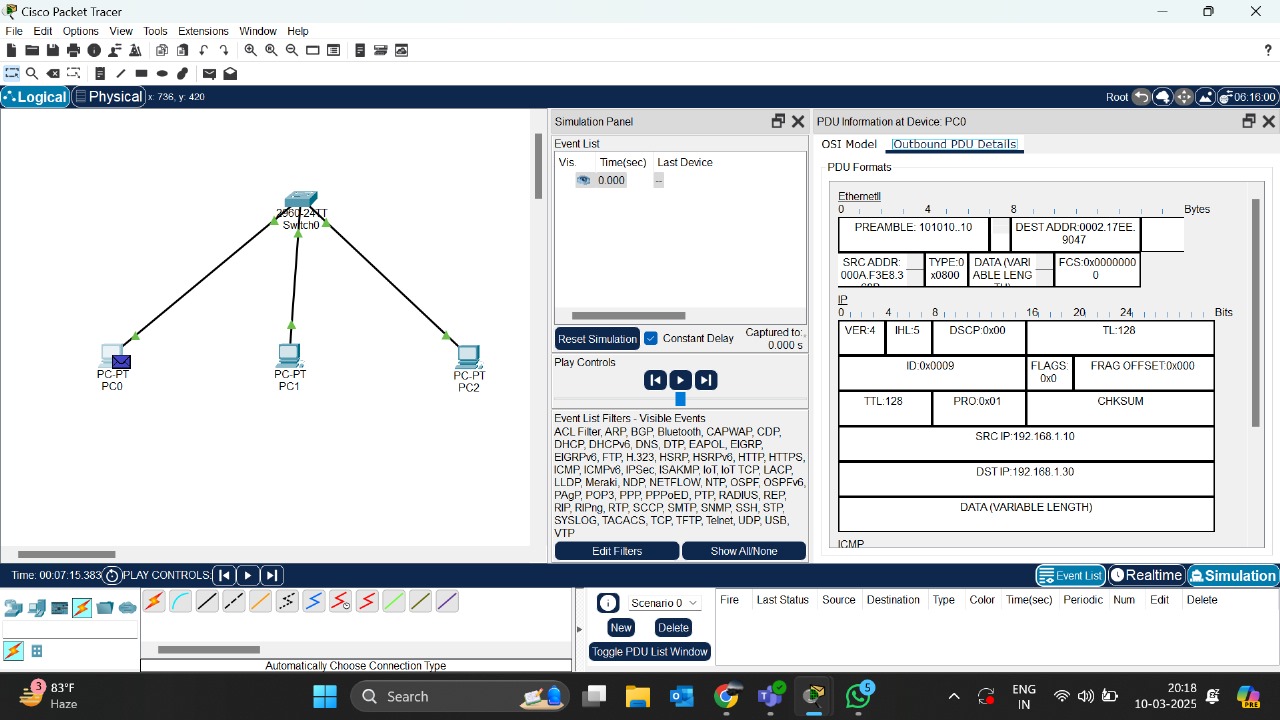 Cisco Packet Tracer
File Edit Options View Tools Extensions Window Help
?
Logical Physical x: 736, y: 420
Root 06:16:00
2960-24TT
Switch0
PC-PT
PC0
PC-PT
PC1
PC-PT
PC2
Simulation Panel
Event List
Vis. Time(sec) Last Device
0.000 --
Reset Simulation Constant Delay Captured to:
0.000 s
Play Controls
Event List Filters - Visible Events
ACL Filter, ARP, BGP, Bluetooth, CAPWAP, CDP,
DHCP, DHCPv6, DNS, DTP, EAPOL, EIGRP,
EIGRPv6, FTP, H.323, HSRP, HSRPv6, HTTP, HTTPS,
ICMP, ICMPv6, IPSec, ISAKMP, IoT, IoT TCP, LACP,
LLDP, Meraki, NDP, NETFLOW, NTP, OSPF, OSPFv6,
PAgP, POP3, PPP, PPPoED, PTP, RADIUS, REP,
RIP, RIPng, RTP, SCCP, SMTP, SNMP, SSH, STP,
SYSLOG, TACACS, TCP, TFTP, Telnet, UDP, USB,
VTP
Edit Filters Show All/None
PDU Information at Device: PC0
OSI Model Outbound PDU Details
PDU Formats
EthernetII
0 4 8 Bytes
PREAMBLE: 101010..10 DEST ADDR:0002.17EE.
9047
SRC ADDR: TYPE:0 DATA (VARI FCS:0x0000000
000A.F3E8.3 x0800 ABLE LENG 0
IP
0 4 8 16 20 24 Bits
VER:4 IHL:5 DSCP:0x00 TL:128
ID:0x0009 FLAGS: FRAG OFFSET:0x000
0x0
TTL:128 PRO:0x01 CHKSUM
SRC IP:192.168.1.10
DST IP:192.168.1.30
DATA (VARIABLE LENGTH)
ICMP
Time: 00:07:15.383 PLAY CONTROLS:
Event List Realtime Simulation
Automatically Choose Connection Type
Scenario 0
New Delete
Toggle PDU List Window
Fire Last Status Source Destination Type Color Time(sec) Periodic Num Edit Delete
3
83°F
Haze
Search
5
ENG
IN
20:18
10-03-2025
PRE